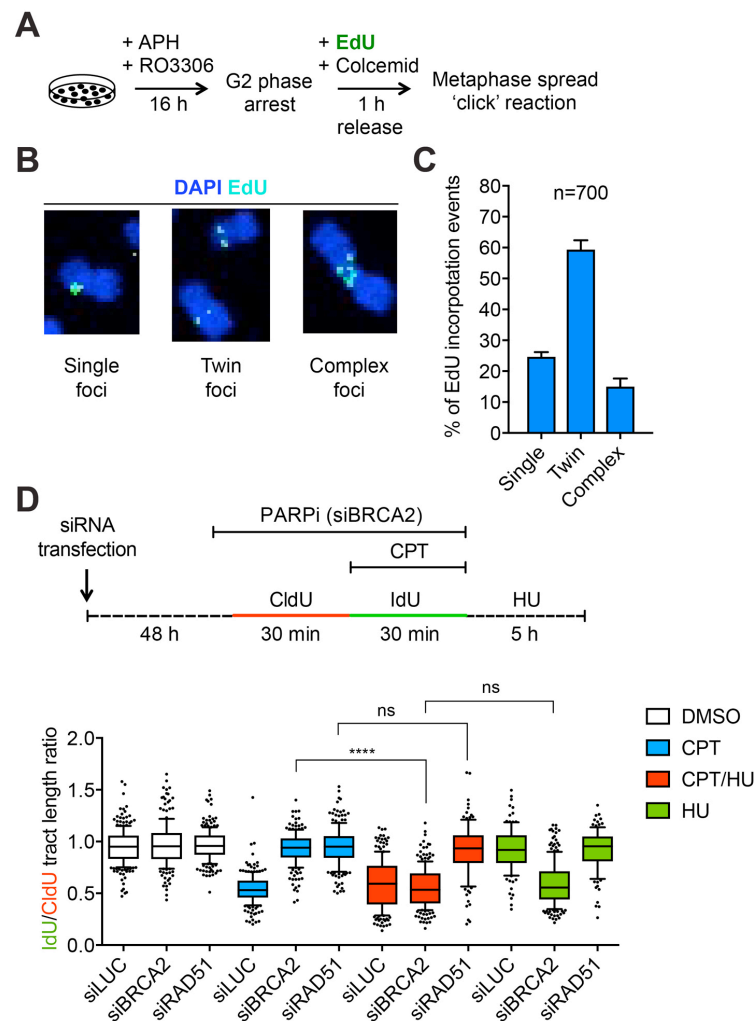 A
+ APH
+ RO3306
16 h
G2 phase
arrest
+ EdU
+ Colcemid
1 h
release
Metaphase spread
‘click’ reaction
B
DAPI EdU
Single
foci
Twin
foci
Complex
foci
C
n=700
% of EdU incorpotation events
80
70
60
50
40
30
20
10
0
Single
Twin
Complex
D
siRNA
transfection
PARPi (siBRCA2)
CPT
CldU
IdU
HU
48 h
30 min
30 min
5 h
ns
ns
****
DMSO
CPT
CPT/HU
HU
IdU/CldU tract length ratio
2.0
1.5
1.0
0.5
0.0
siLUC
siBRCA2
siRAD51
siLUC
siBRCA2
siRAD51
siLUC
siBRCA2
siRAD51
siLUC
siBRCA2
siRAD51